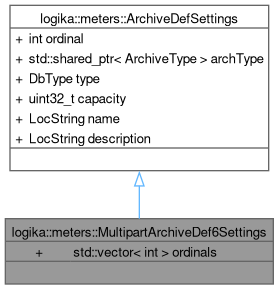 logika::meters::ArchiveDefSettings
+ int ordinal
+ std::shared_ptr< ArchiveType > archType
+ DbType type
+ uint32_t capacity
+ LocString name
+ LocString description
logika::meters::MultipartArchiveDef6Settings
+ std::vector< int > ordinals